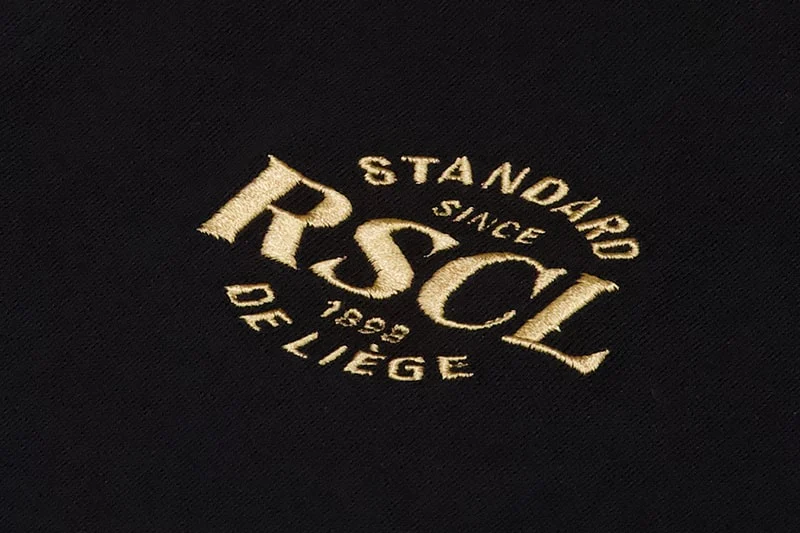 STANDARD
SINCE
RSCL
1898
DE LIÈGE